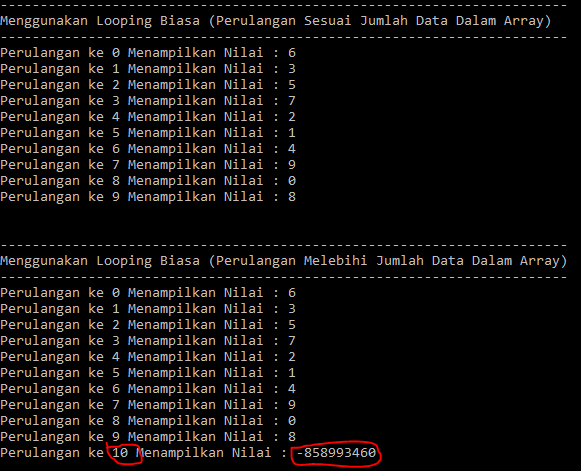 ----------------------------------------------------------------------
Menggunakan Looping Biasa (Perulangan Sesuai Jumlah Data Dalam Array)
----------------------------------------------------------------------
Perulangan ke 0 Menampilkan Nilai : 6
Perulangan ke 1 Menampilkan Nilai : 3
Perulangan ke 2 Menampilkan Nilai : 5
Perulangan ke 3 Menampilkan Nilai : 7
Perulangan ke 4 Menampilkan Nilai : 2
Perulangan ke 5 Menampilkan Nilai : 1
Perulangan ke 6 Menampilkan Nilai : 4
Perulangan ke 7 Menampilkan Nilai : 9
Perulangan ke 8 Menampilkan Nilai : 0
Perulangan ke 9 Menampilkan Nilai : 8
----------------------------------------------------------------------
Menggunakan Looping Biasa (Perulangan Melebihi Jumlah Data Dalam Array)
----------------------------------------------------------------------
Perulangan ke 0 Menampilkan Nilai : 6
Perulangan ke 1 Menampilkan Nilai : 3
Perulangan ke 2 Menampilkan Nilai : 5
Perulangan ke 3 Menampilkan Nilai : 7
Perulangan ke 4 Menampilkan Nilai : 2
Perulangan ke 5 Menampilkan Nilai : 1
Perulangan ke 6 Menampilkan Nilai : 4
Perulangan ke 7 Menampilkan Nilai : 9
Perulangan ke 8 Menampilkan Nilai : 0
Perulangan ke 9 Menampilkan Nilai : 8
Perulangan ke 10 Menampilkan Nilai : -858993460